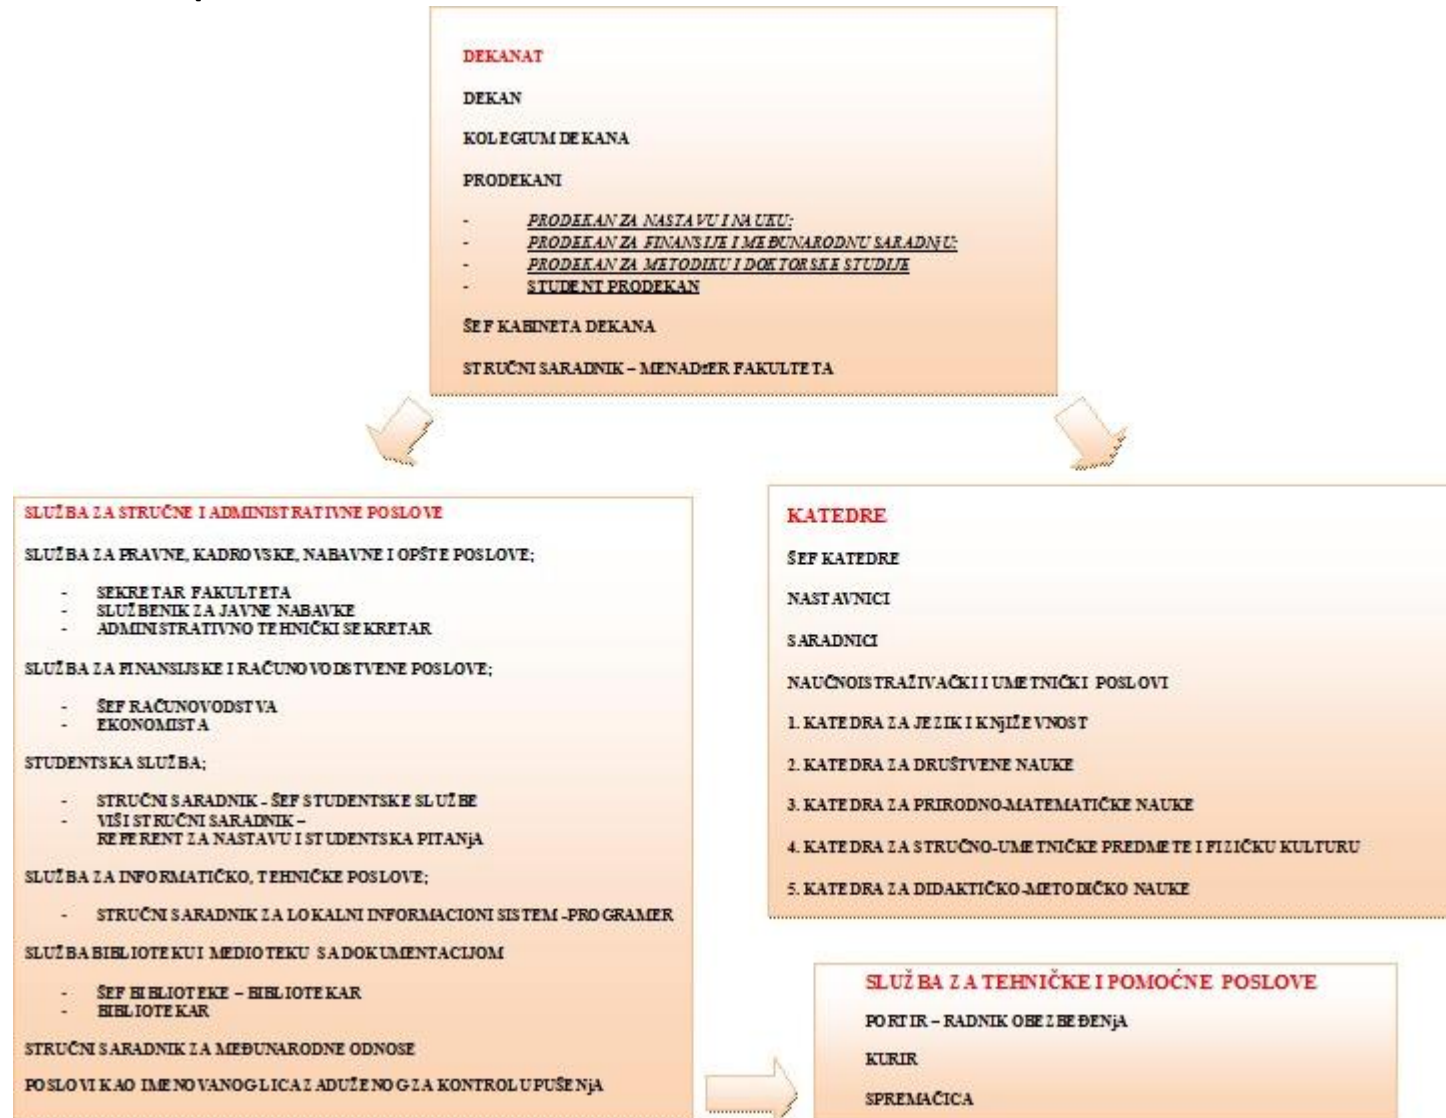 DEKANAT
DEKAN
KOLEGIUM DEKANA
PRODEKANI
- PRODEKAN ZA NASTAVU I NAUKU;
- PRODEKAN ZA FINANSIJE I MEĐUNARODNU SARADNjU;
- PRODEKAN ZA METODIKU I DOKTORSKE STUDIJE
- STUDENT PRODEKAN
ŠEF KABINETA DEKANA
STRUČNI SARADNIK – MENADžER FAKULTETA
SLUŽBA ZA STRUČNE I ADMINISTRATIVNE POSLOVE
SLUŽBA ZA PRAVNE, KADROVSKE, NABAVNE I OPŠTE POSLOVE;
- SEKRETAR FAKULTETA
- SLUŽBENIK ZA JAVNE NABAVKE
- ADMINISTRATIVNO TEHNIČKI SEKRETAR
SLUŽBA ZA FINANSIJSKE I RAČUNOVODSTVENE POSLOVE;
- ŠEF RAČUNOVODSTVA
- EKONOMISTA
STUDENTSKA SLUŽBA;
- STRUČNI SARADNIK - ŠEF STUDENTSKE SLUŽBE
- VIŠI STRUČNI SARADNIK –
REFERENT ZA NASTAVU I STUDENTSKA PITANjA
SLUŽBA ZA INFORMATIČKO, TEHNIČKE POSLOVE;
- STRUČNI SARADNIK ZA LOKALNI INFORMACIONI SISTEM -PROGRAMER
SLUŽBA BIBLIOTEKU I MEDIOTEKU SA DOKUMENTACIJOM
- ŠEF BIBLIOTEKE – BIBLIOTEKAR
- BIBLIOTEKAR
STRUČNI SARADNIK ZA MEĐUNARODNE ODNOSE
POSLOVI KAO IMENOVANOG LICA ZADUŽENOG ZA KONTROLU PUŠENjA
KATEDRE
ŠEF KATEDRE
NASTAVNICI
SARADNICI
NAUČNOISTRAŽIVAČKI I UMETNIČKI POSLOVI
1. KATEDRA ZA JEZIK I KNjIŽEVNOST
2. KATEDRA ZA DRUŠTVENE NAUKE
3. KATEDRA ZA PRIRODNO-MATEMATIČKE NAUKE
4. KATEDRA ZA STRUČNO-UMETNIČKE PREDMETE I FIZIČKU KULTURU
5. KATEDRA ZA DIDAKTIČKO-METODIČKO NAUKE
SLUŽBA ZA TEHNIČKE I POMOĆNE POSLOVE
PORTIR – RADNIK OBEZBEĐENjA
KURIR
SPREMAČICA